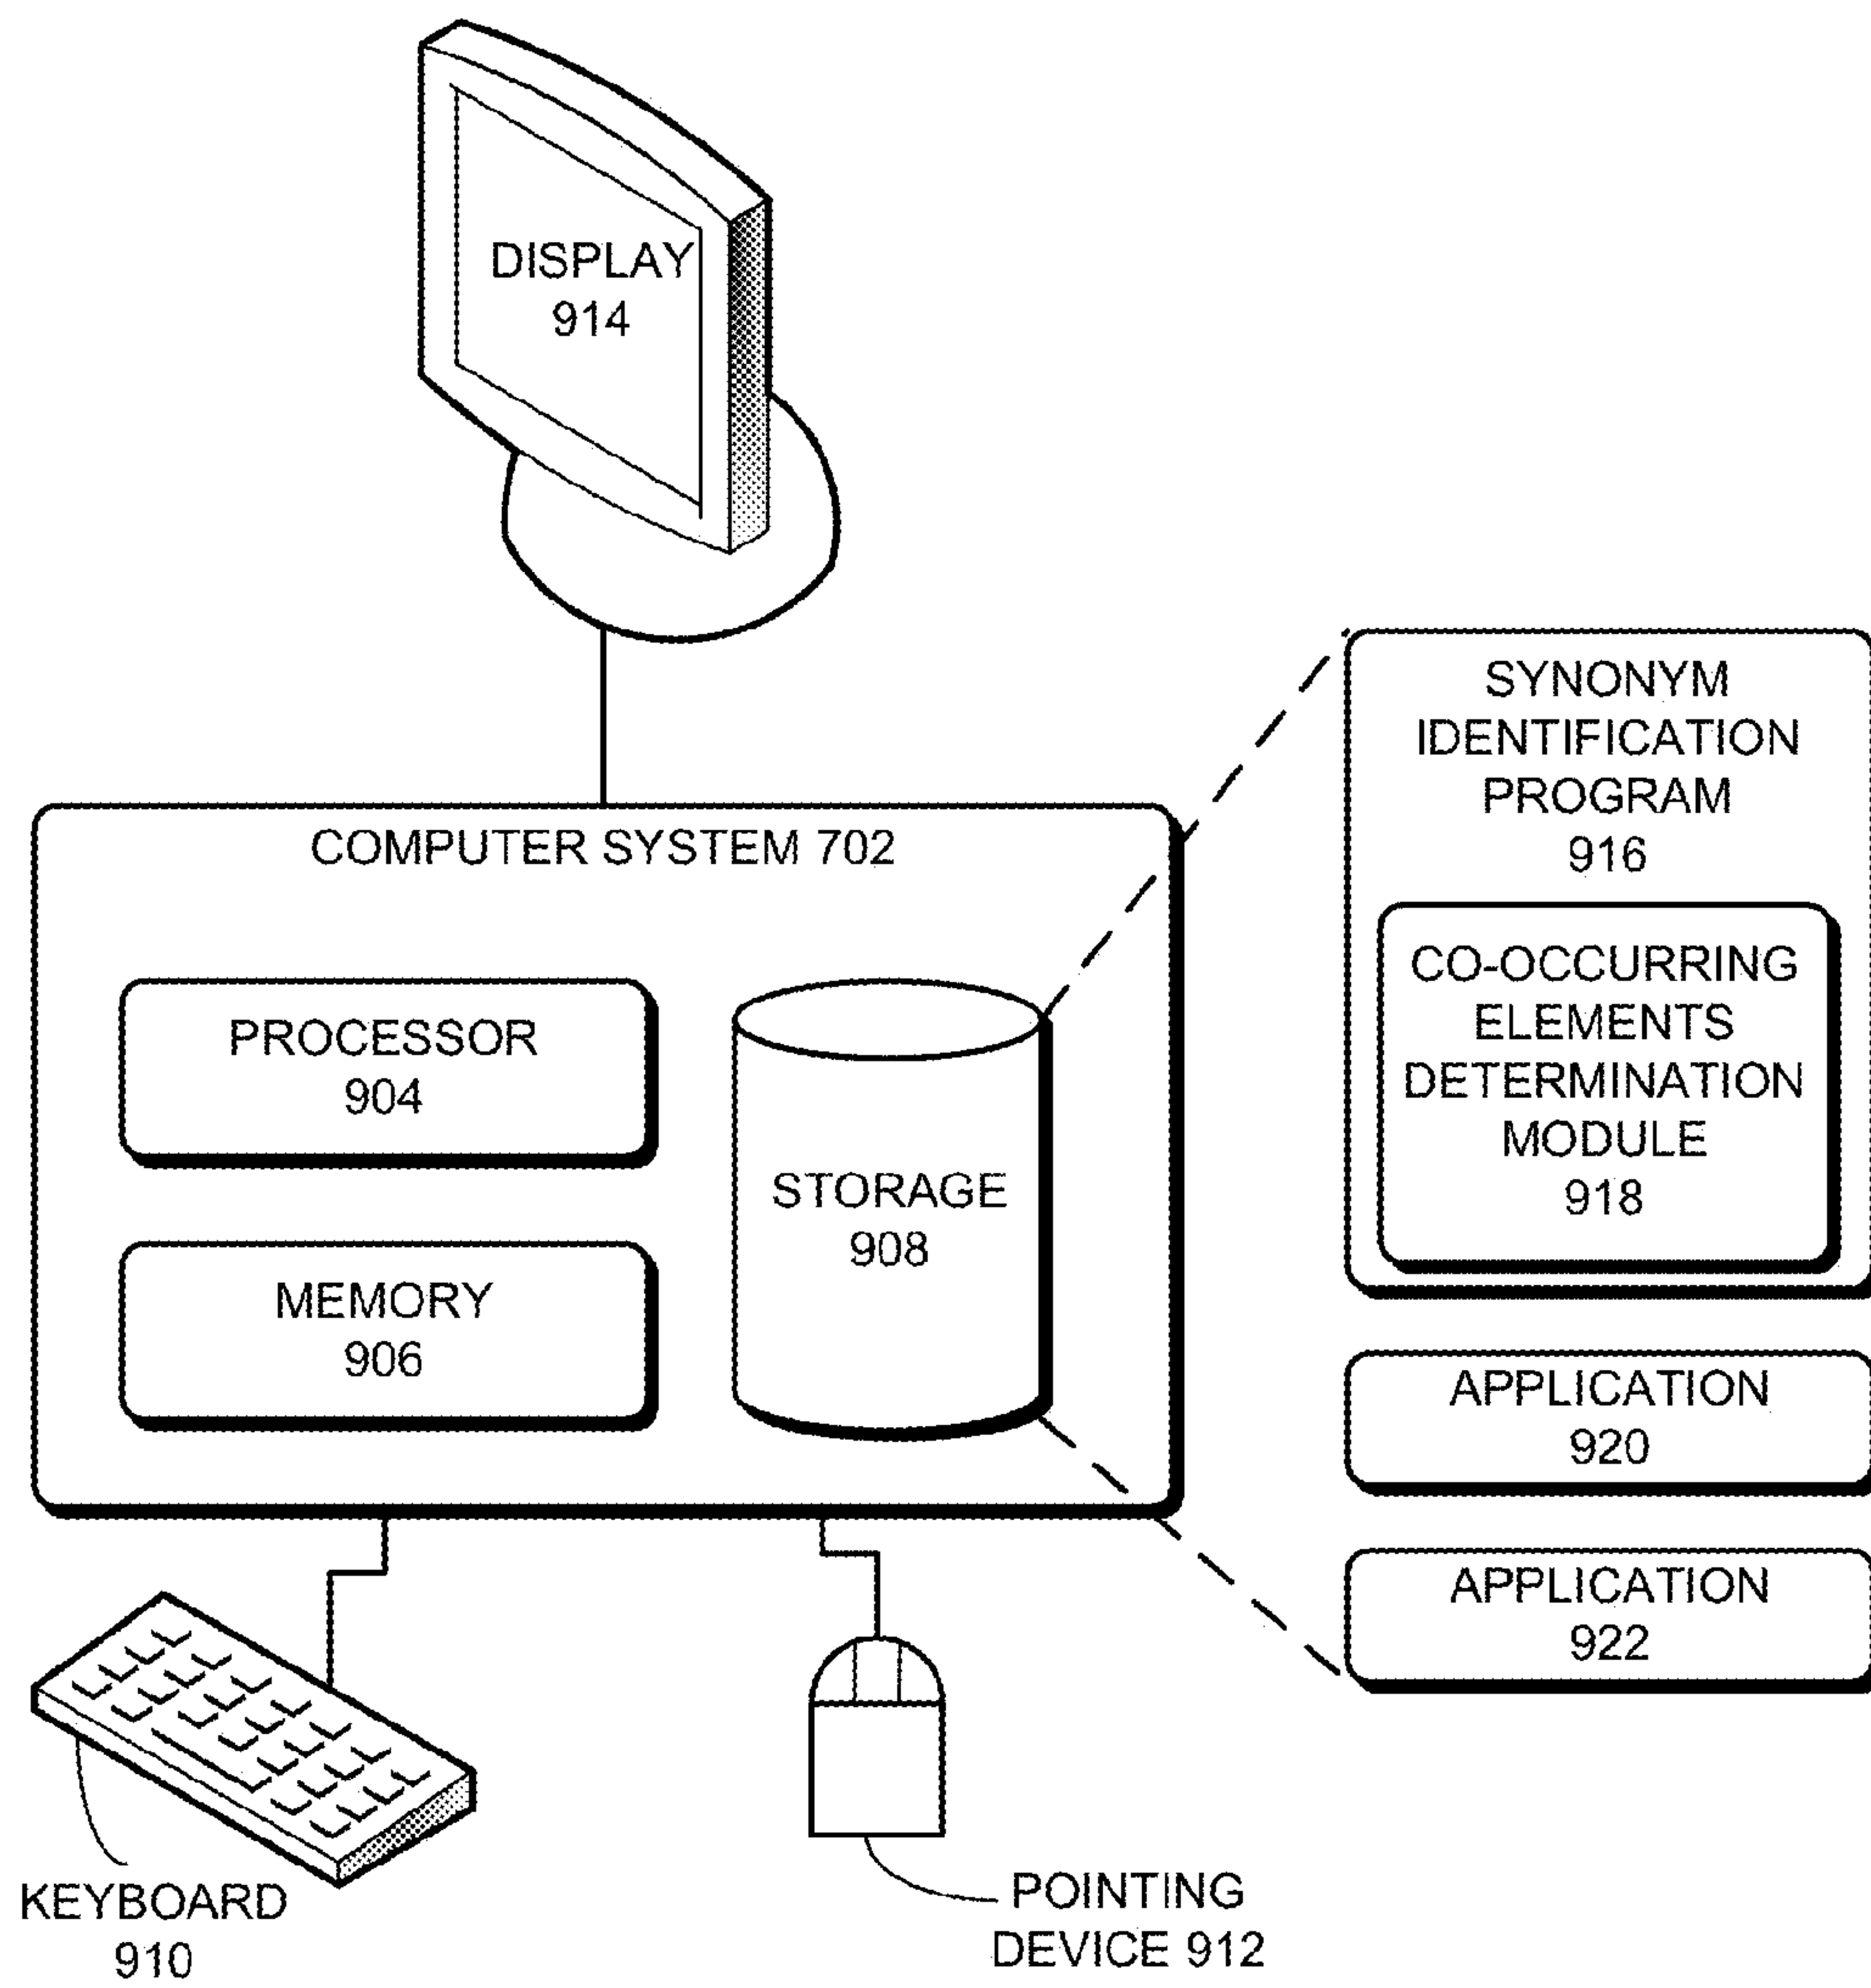 DISPLAY
914
COMPUTER SYSTEM 702
PROCESSOR
904
MEMORY
906
STORAGE
908
SYNONYM
IDENTIFICATION
PROGRAM
916
CO-OCCURRING
ELEMENTS
DETERMINATION
MODULE
918
APPLICATION
920
APPLICATION
922
KEYBOARD
910
POINTING
DEVICE 912